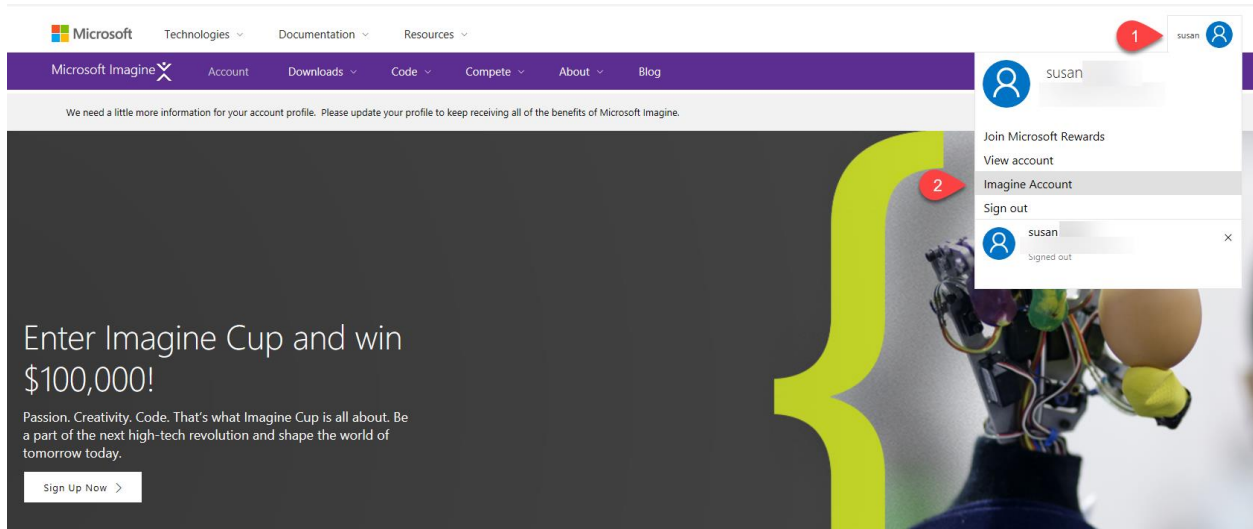 Microsoft Technologies Documentation Resources 1 susan
Microsoft Imagine Account Downloads Code Compete About Blog
We need a little more information for your account profile. Please update your profile to keep receiving all of the benefits of Microsoft Imagine.
susan
Join Microsoft Rewards
View account
2 Imagine Account
Sign out
susan
Signed out
Enter Imagine Cup and win
$100,000!
Passion. Creativity. Code. That's what Imagine Cup is all about. Be
a part of the next high-tech revolution and shape the world of
tomorrow today.
Sign Up Now